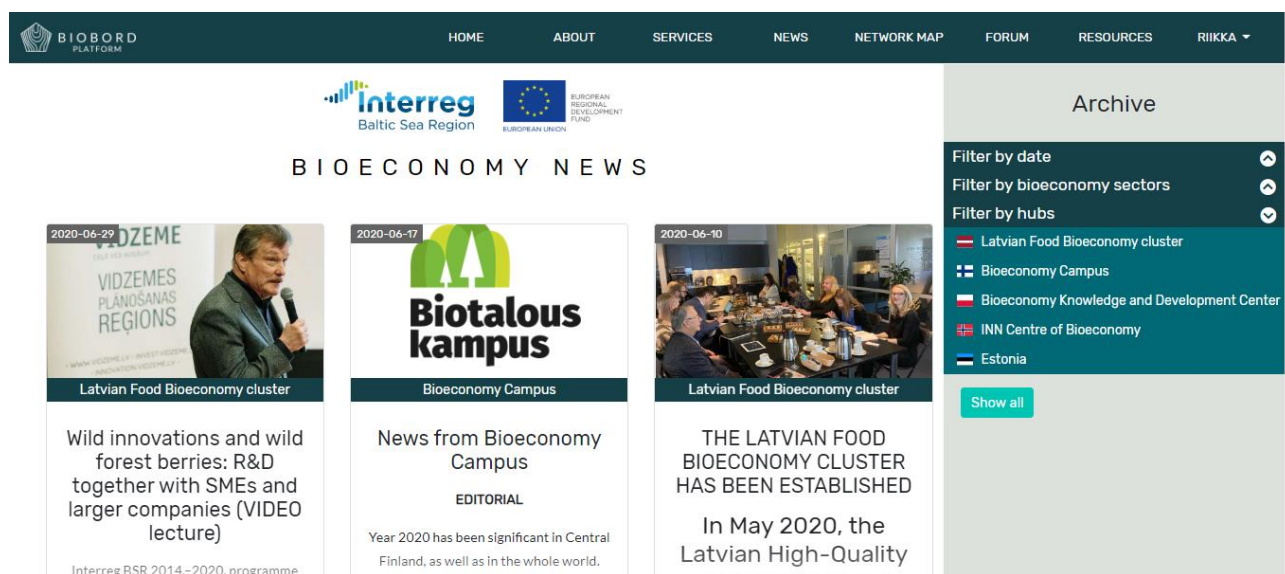 BIOBORD
PLATFORM
HOME
ABOUT
SERVICES
NEWS
NETWORK MAP
FORUM
RESOURCES
RIIKKA
Interreg
Baltic Sea Region
EUROPEAN UNION
EUROPEAN
REGIONAL
DEVELOPMENT
FUND
BIOECONOMY NEWS
2020-06-29
VIDZEMES
PLĀNOŠANAS
REĢIONS
Latvian Food Bioeconomy cluster
Wild innovations and wild
forest berries: R&D
together with SMEs and
larger companies (VIDEO
lecture)
Interreg BSR 2014.–2020. programme
2020-06-17
Biotalous
kampus
Bioeconomy Campus
News from Bioeconomy
Campus
EDITORIAL
Year 2020 has been significant in Central
Finland, as well as in the whole world.
2020-06-10
Latvian Food Bioeconomy cluster
THE LATVIAN FOOD
BIOECONOMY CLUSTER
HAS BEEN ESTABLISHED
In May 2020, the
Latvian High-Quality
Archive
Filter by date
Filter by bioeconomy sectors
Filter by hubs
Latvian Food Bioeconomy cluster
Bioeconomy Campus
Bioeconomy Knowledge and Development Center
INN Centre of Bioeconomy
Estonia
Show all